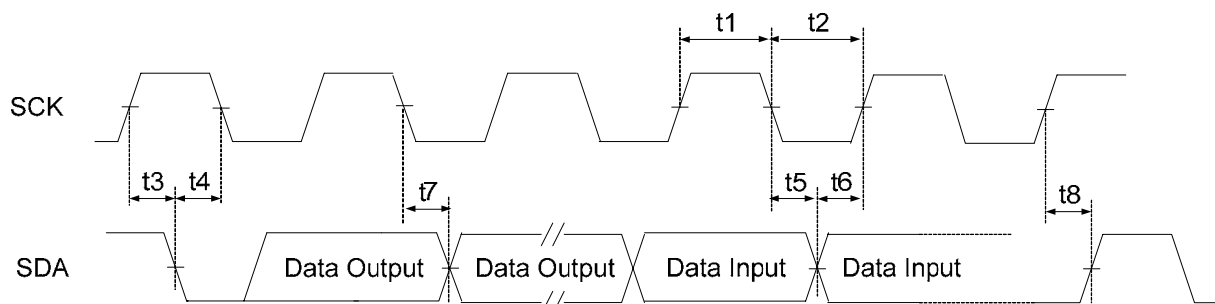 t1 t2
SCK
t3 t4 t7 t5 t6 t8
SDA Data Output Data Output Data Input Data Input